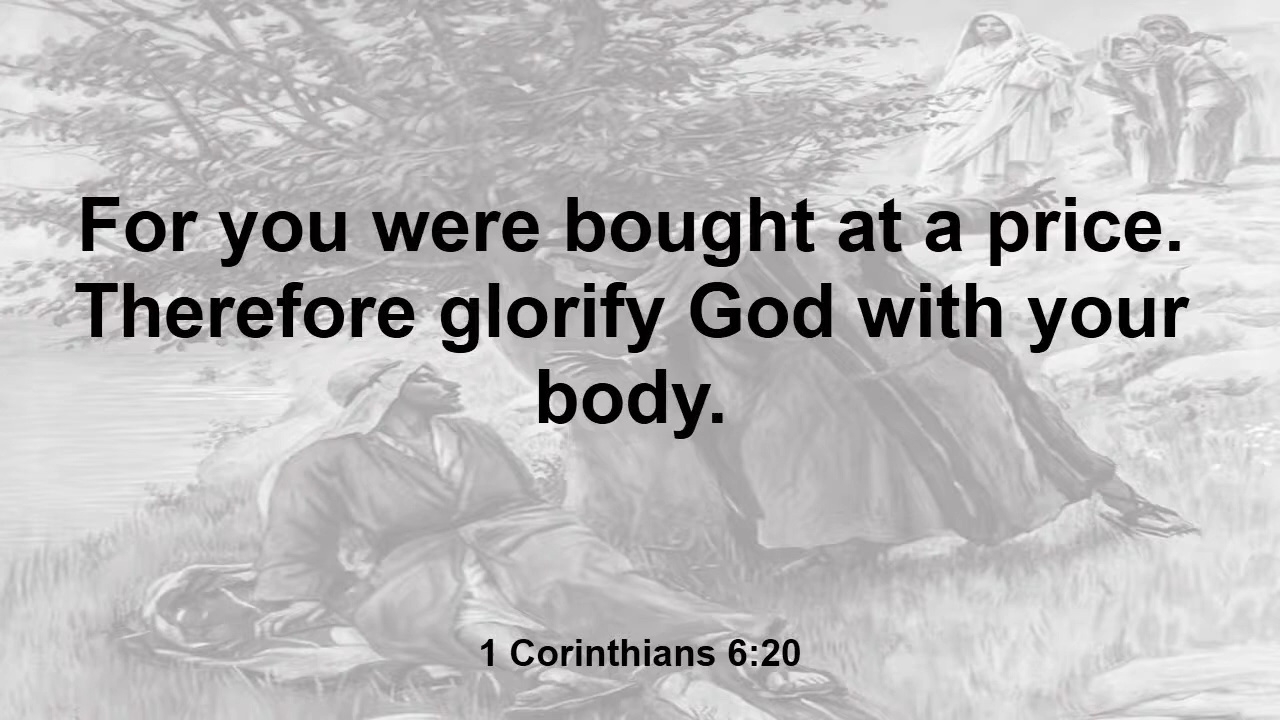 For you were bought at a price.
Therefore glorify God with your
body.
1 Corinthians 6:20